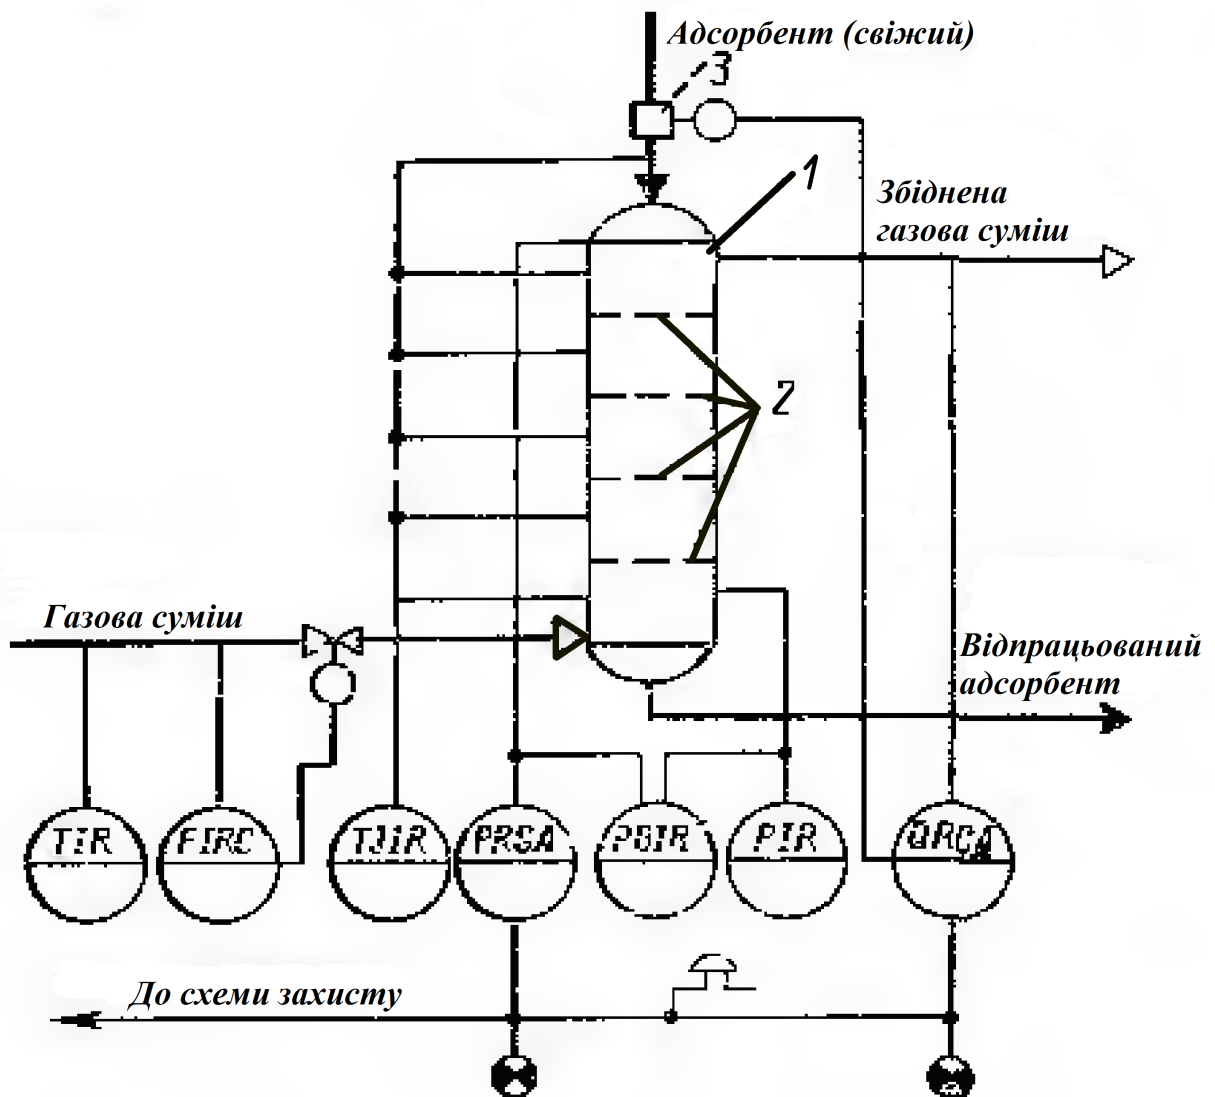 Адсорбент (свіжий)
3
1
Збіднена
газова суміш
2
Газова суміш
Відпрацьований
адсорбент
TIR
FIRC
TJIR
PRSA
PDIR
PIR
QRCA
До схеми захисту